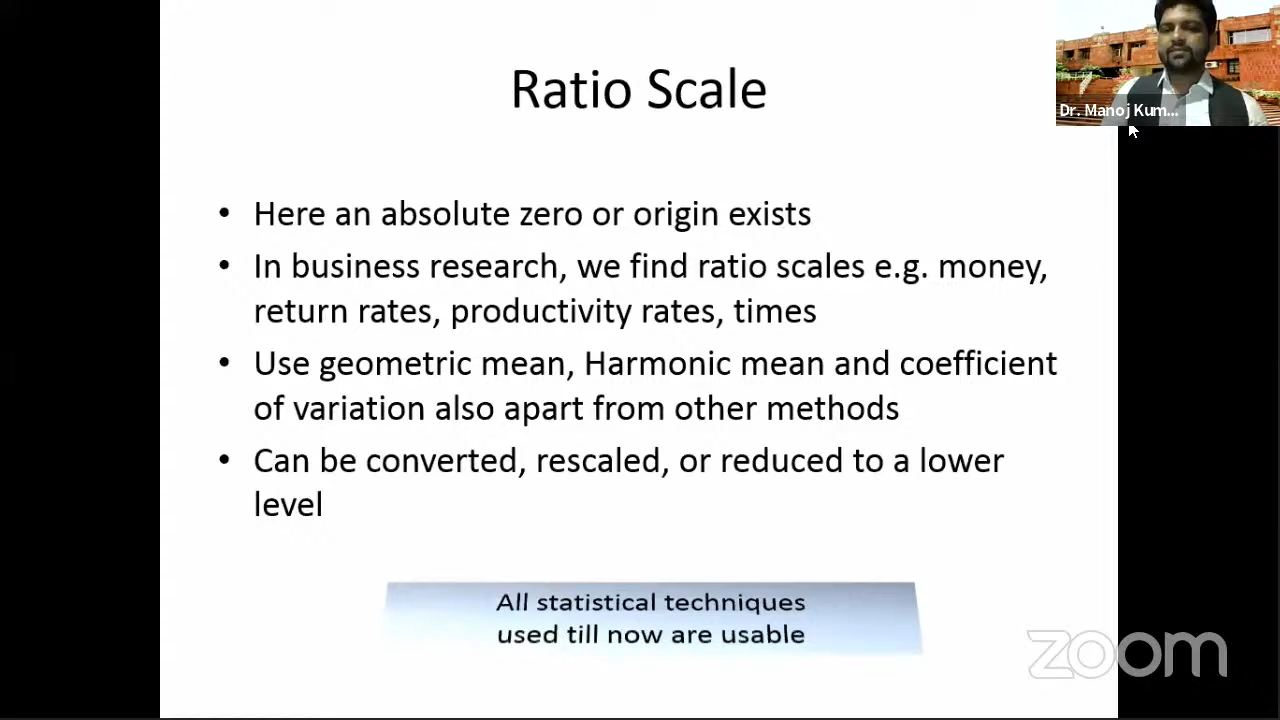 Ratio Scale
Dr. Manoj Kum...
• Here an absolute zero or origin exists
• In business research, we find ratio scales e.g. money,
return rates, productivity rates, times
• Use geometric mean, Harmonic mean and coefficient
of variation also apart from other methods
• Can be converted, rescaled, or reduced to a lower
level
All statistical techniques
used till now are usable
zoom